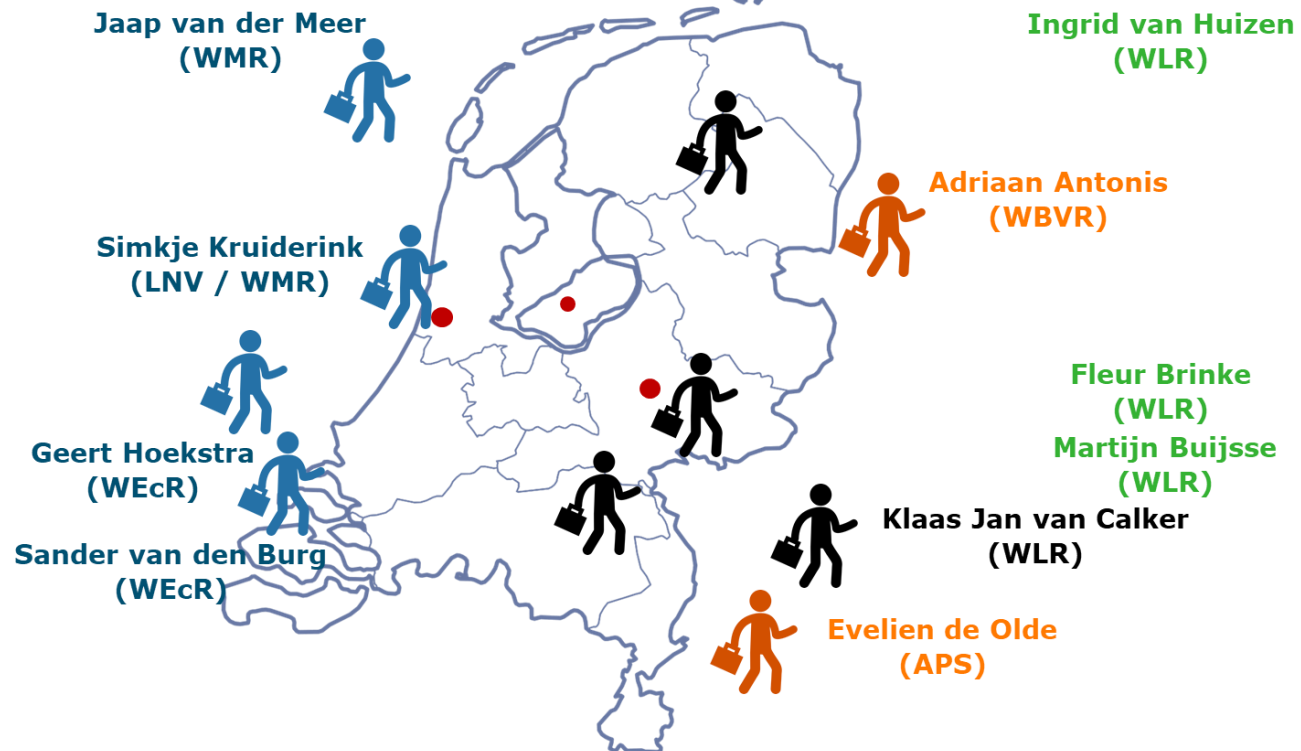 Jaap van der Meer
(WMR)
Ingrid van Huizen
(WLR)
Adriaan Antonis
(WBVR)
Simkje Kruiderink
(LNV / WMR)
Fleur Brinke
(WLR)
Martijn Buijsse
(WLR)
Geert Hoekstra
(WEcR)
Klaas Jan van Calker
(WLR)
Sander van den Burg
(WEcR)
Evelien de Olde
(APS)